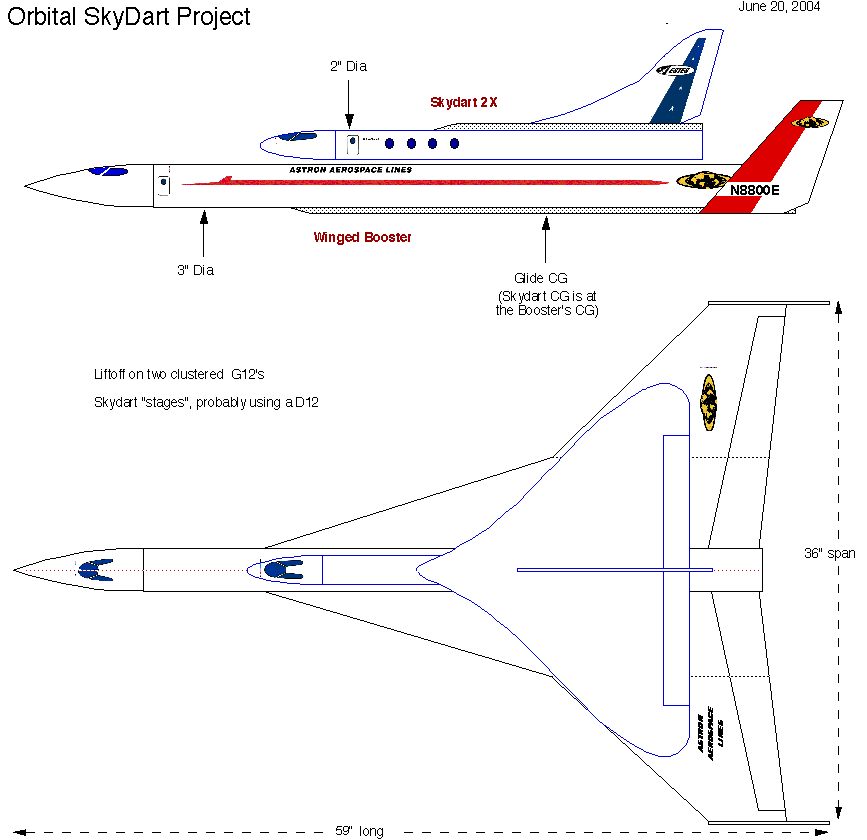 Orbital SkyDart Project
June 20, 2004
2" Dia
Skydart 2X
ESTES
ASTRON AEROSPACE LINES
N8800E
Winged Booster
3" Dia
Glide CG
(Skydart CG is at
the Booster's CG)
Liftoff on two clustered G12's
Skydart "stages", probably using a D12
36" span
ASTRON
AEROSPACE
LINES
59" long